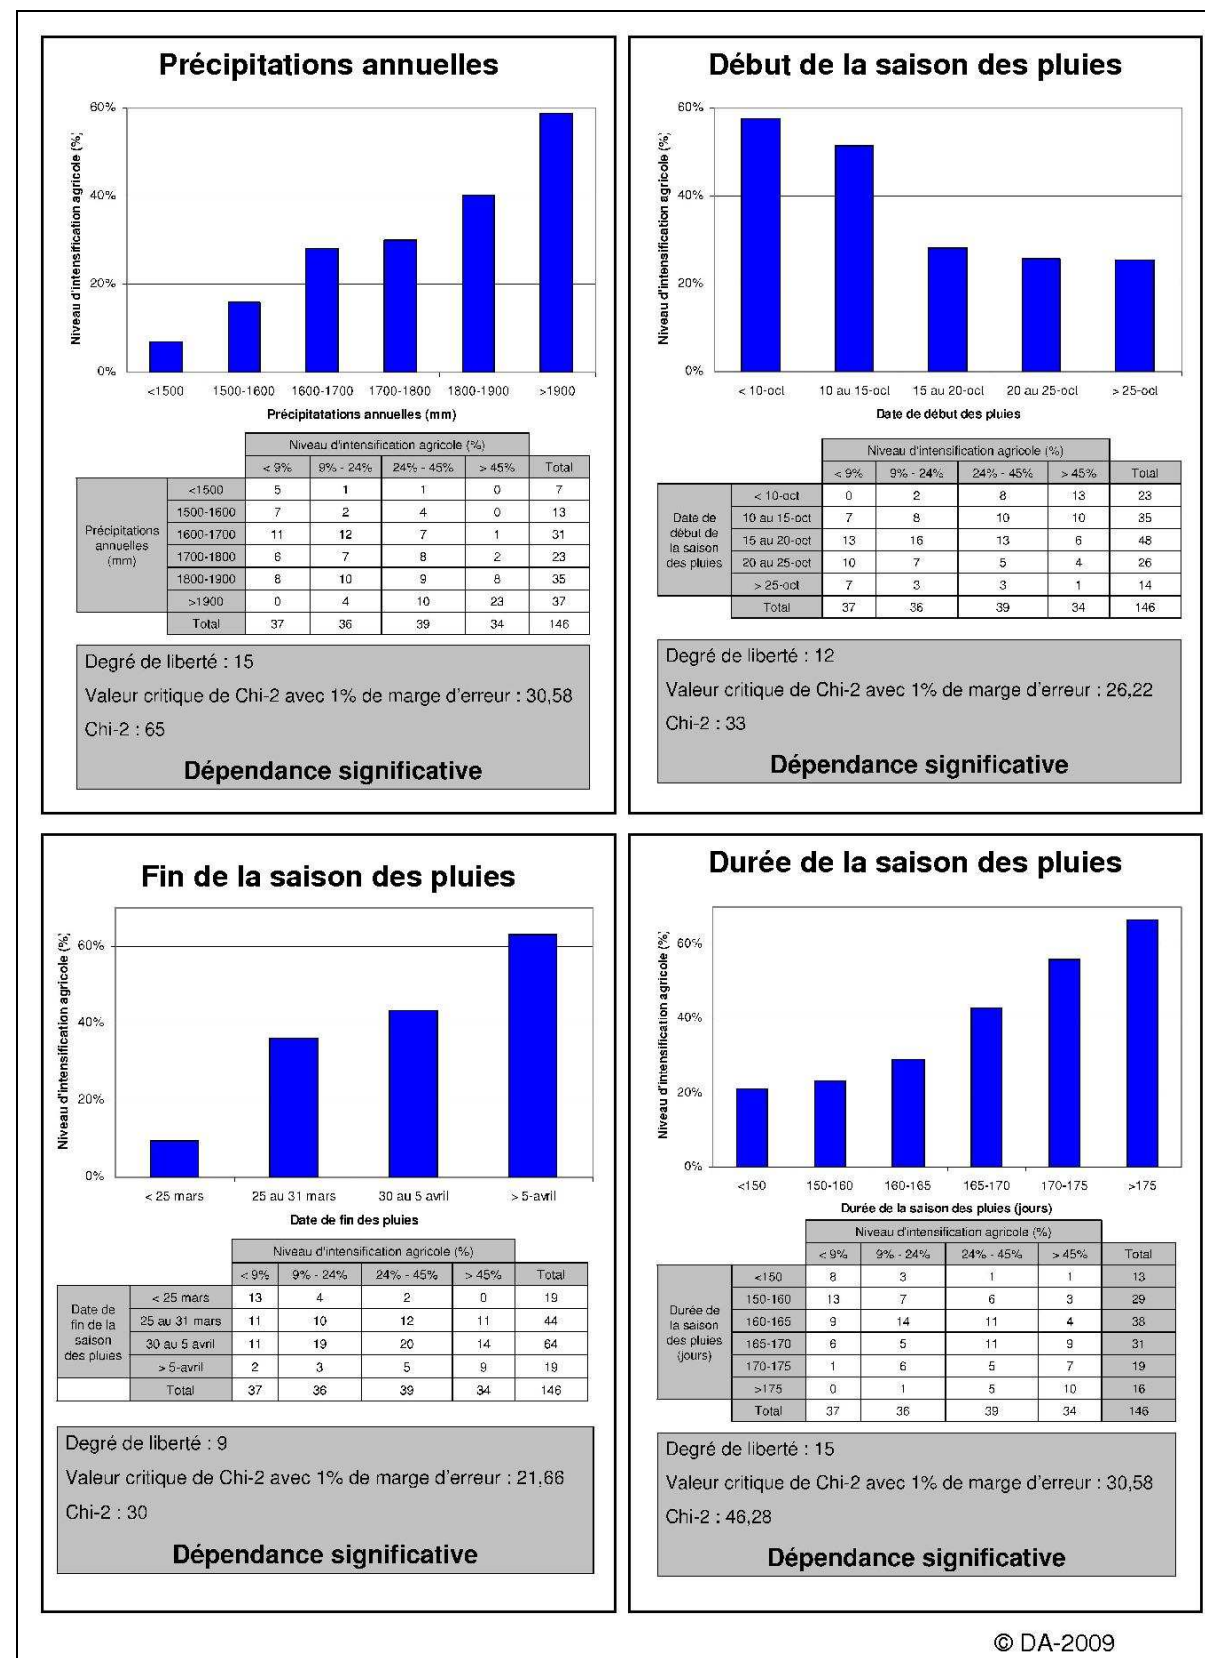 Précipitations annuelles
60%
40%
20%
0%
Niveau d'intensification agricole (%)
<1500 1500-1600 1600-1700 1700-1800 1800-1900 >1900
Précipitatations annuelles (mm)
Niveau d'intensification agricole (%)
< 9% 9% - 24% 24% - 45% > 45% Total
Précipitations annuelles (mm)
<1500 5 1 1 0 7
1500-1600 7 2 4 0 13
1600-1700 11 12 7 1 31
1700-1800 6 7 8 2 23
1800-1900 8 10 9 8 35
>1900 0 4 10 23 37
Total 37 36 39 34 146
Degré de liberté : 15
Valeur critique de Chi-2 avec 1% de marge d'erreur : 30,58
Chi-2 : 65
Dépendance significative
Début de la saison des pluies
60%
40%
20%
0%
Niveau d'intensification agricole (%)
< 10-oct 10 au 15-oct 15 au 20-oct 20 au 25-oct > 25-oct
Date de début des pluies
Niveau d'intensification agricole (%)
< 9% 9% - 24% 24% - 45% > 45% Total
Date de début de la saison des pluies
< 10-oct 0 2 8 13 23
10 au 15-oct 7 8 10 10 35
15 au 20-oct 13 16 13 6 48
20 au 25-oct 10 7 5 4 26
> 25-oct 7 3 3 1 14
Total 37 36 39 34 146
Degré de liberté : 12
Valeur critique de Chi-2 avec 1% de marge d'erreur : 26,22
Chi-2 : 33
Dépendance significative
Fin de la saison des pluies
60%
40%
20%
0%
Niveau d'intensification agricole (%)
< 25 mars 25 au 31 mars 30 au 5 avril > 5-avril
Date de fin des pluies
Niveau d'intensification agricole (%)
< 9% 9% - 24% 24% - 45% > 45% Total
Date de fin de la saison des pluies
< 25 mars 13 4 2 0 19
25 au 31 mars 11 10 12 11 44
30 au 5 avril 11 19 20 14 64
> 5-avril 2 3 5 9 19
Total 37 36 39 34 146
Degré de liberté : 9
Valeur critique de Chi-2 avec 1% de marge d'erreur : 21,66
Chi-2 : 30
Dépendance significative
Durée de la saison des pluies
60%
40%
20%
0%
Niveau d'intensification agricole (%)
<150 150-160 160-165 165-170 170-175 >175
Durée de la saison des pluies (jours)
Niveau d'intensification agricole (%)
< 9% 9% - 24% 24% - 45% > 45% Total
Durée de la saison des pluies (jours)
<150 8 3 1 1 13
150-160 13 7 6 3 29
160-165 9 14 11 4 38
165-170 6 5 11 9 31
170-175 1 6 5 7 19
>175 0 1 5 10 16
Total 37 36 39 34 146
Degré de liberté : 15
Valeur critique de Chi-2 avec 1% de marge d'erreur : 30,58
Chi-2 : 46,28
Dépendance significative
© DA-2009